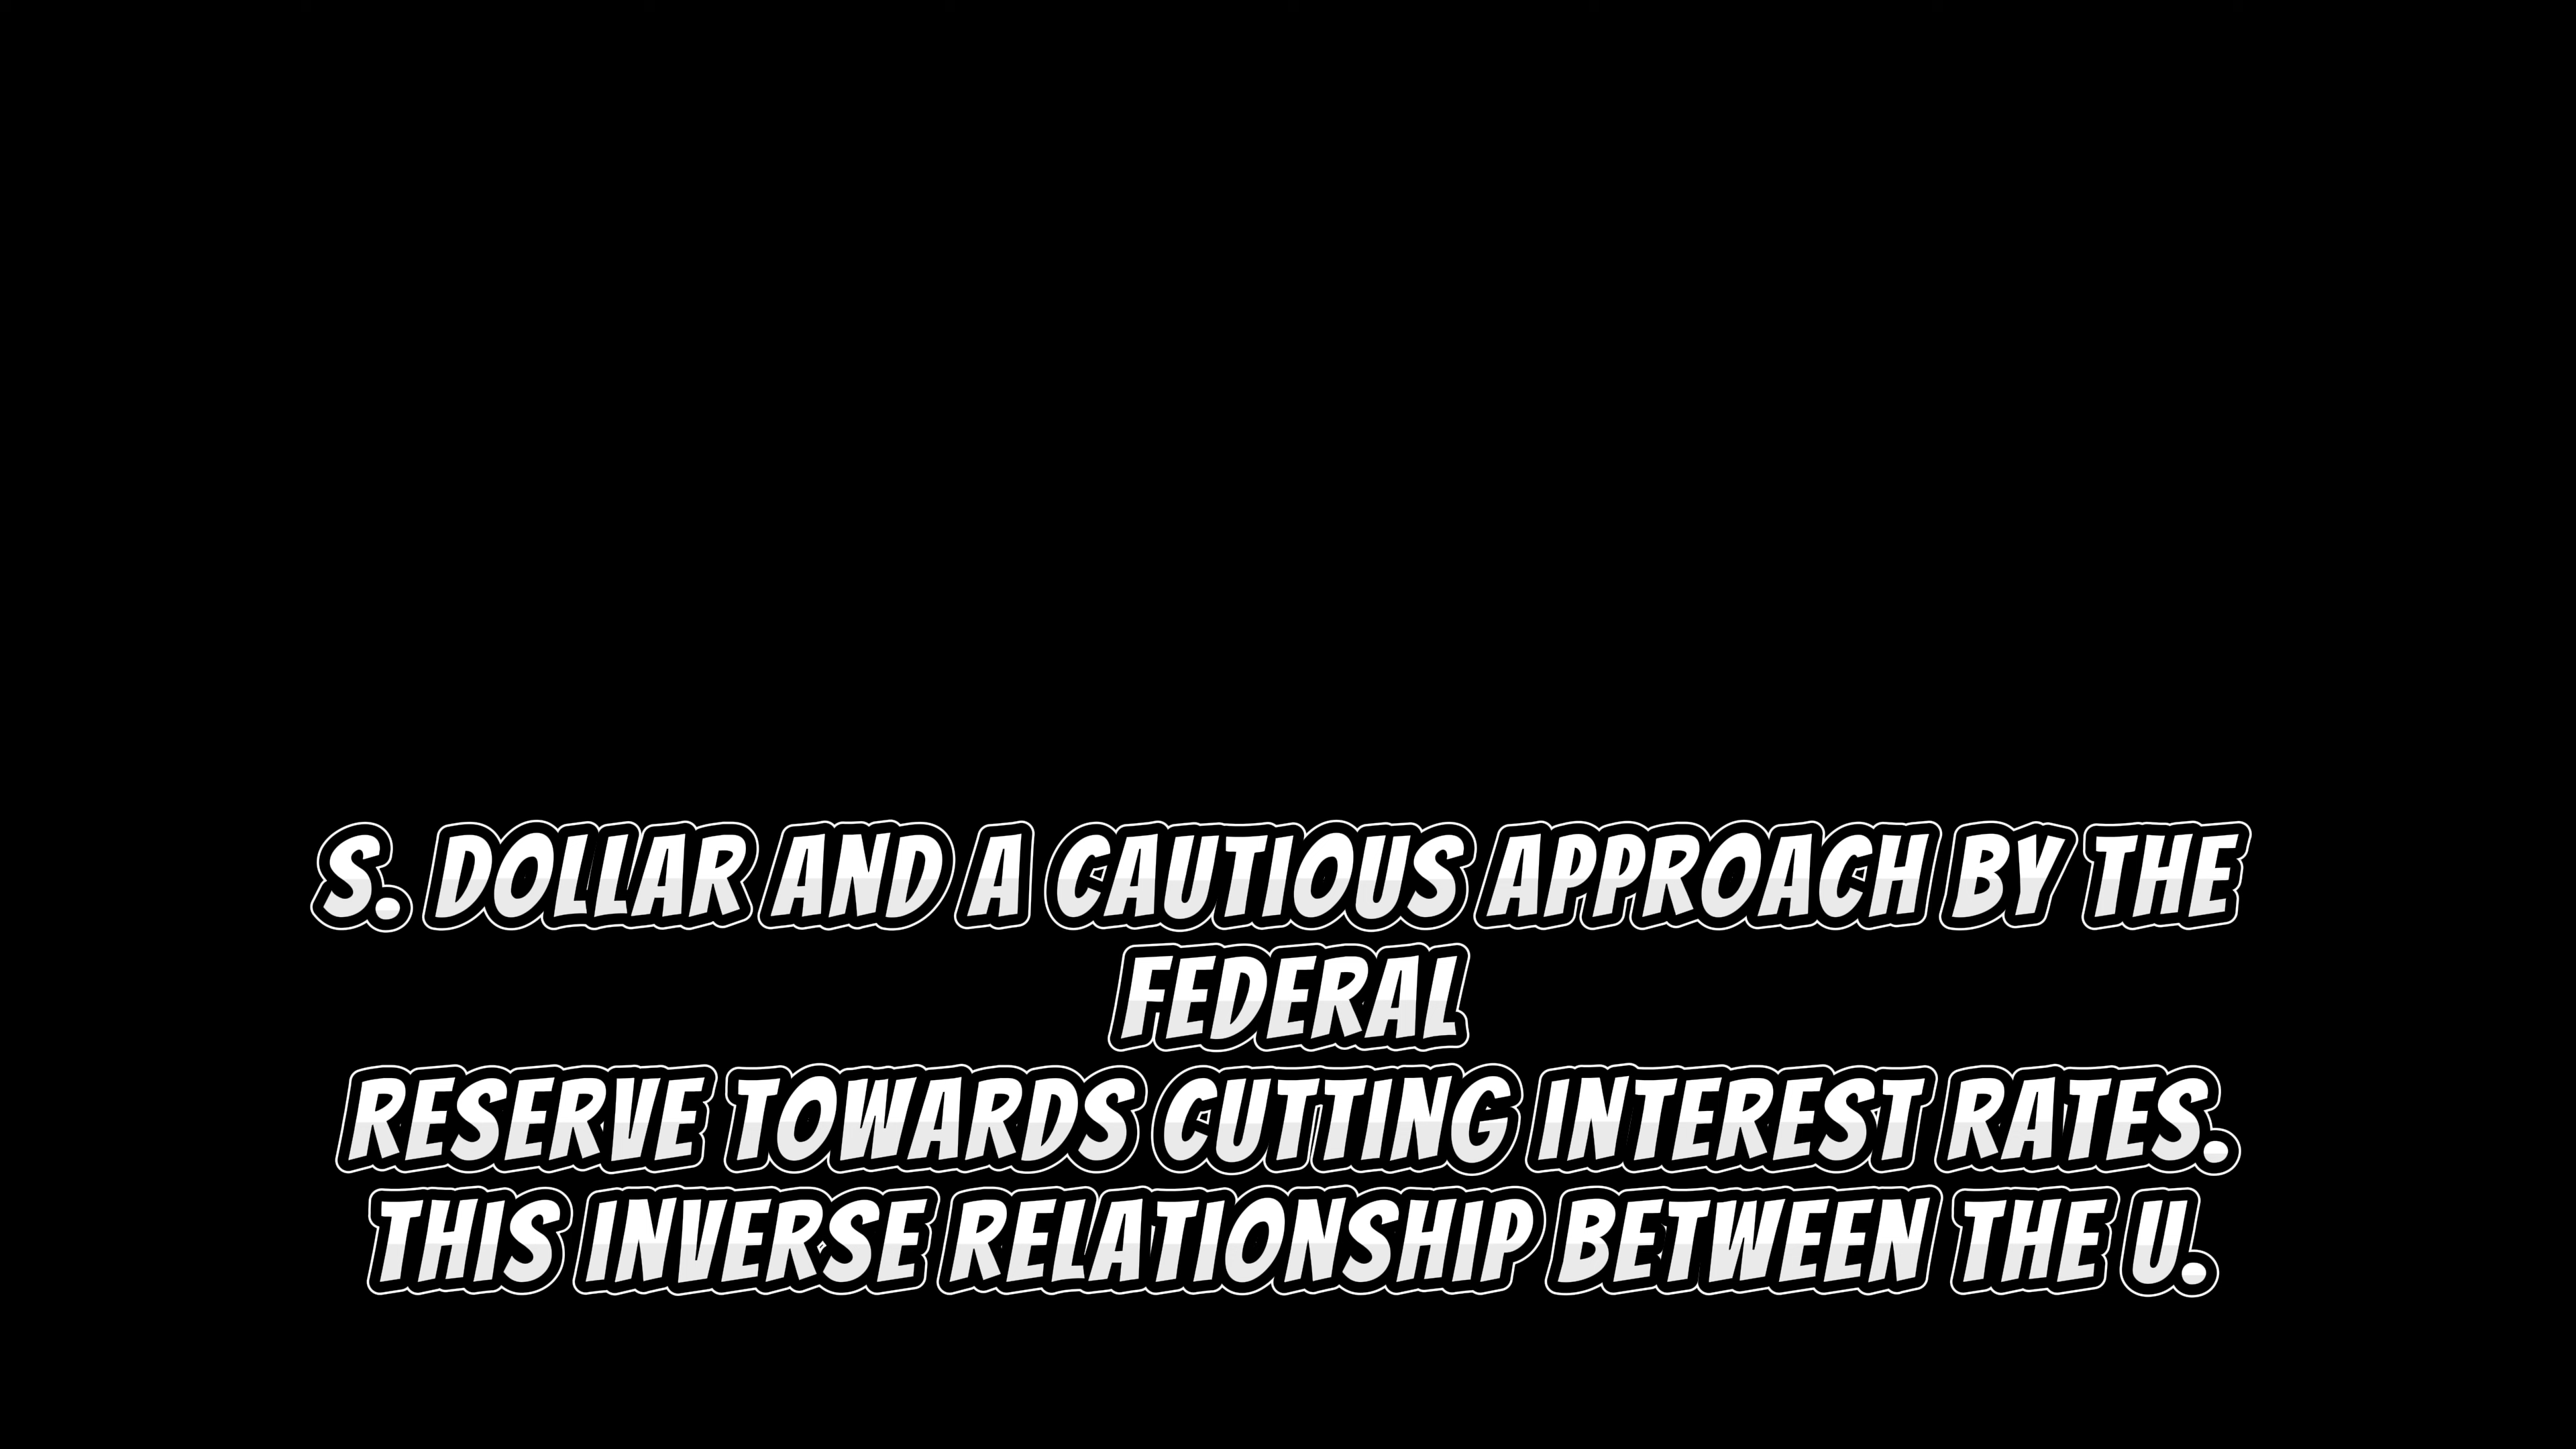 S. DOLLAR AND A CAUTIOUS APPROACH BY THE
FEDERAL
RESERVE TOWARDS CUTTING INTEREST RATES.
THIS INVERSE RELATIONSHIP BETWEEN THE U.